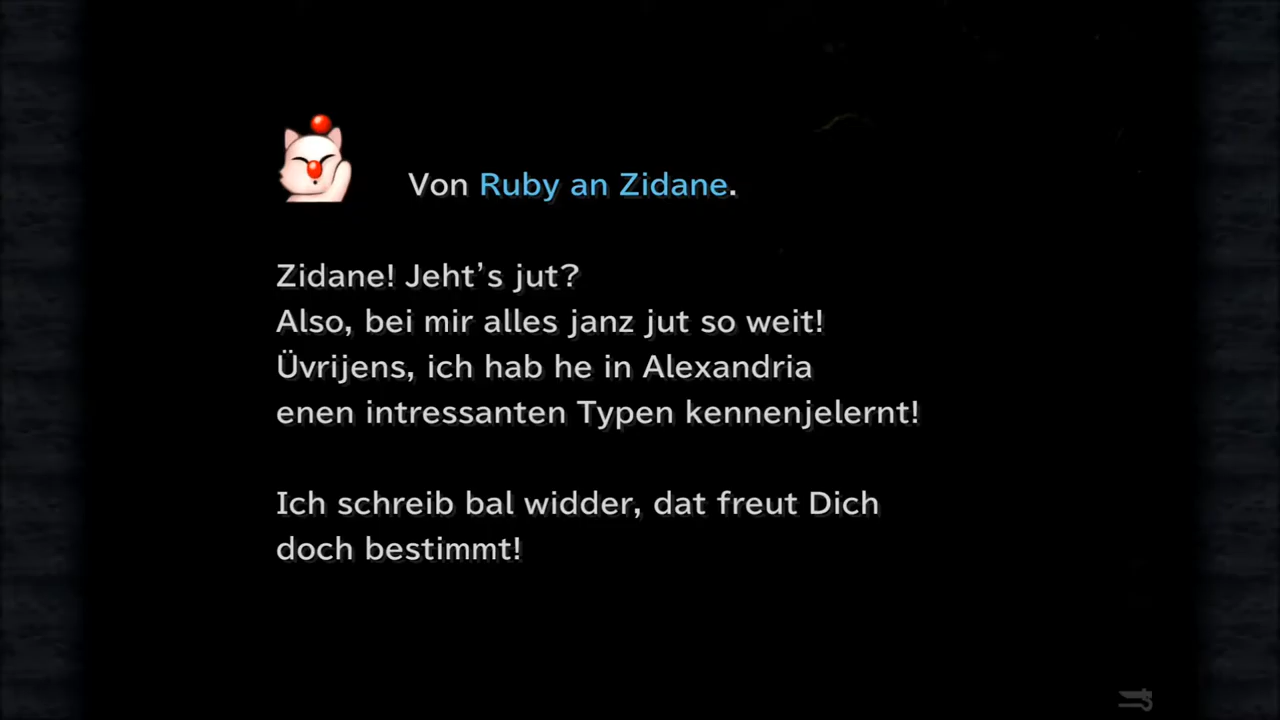 Von Ruby an Zidane.
Zidane! Jeht's jut?
Also, bei mir alles janz jut so weit!
Üvrijens, ich hab he in Alexandria
enen intressanten Typen kennenjelernt!
Ich schreib bal widder, dat freut Dich
doch bestimmt!